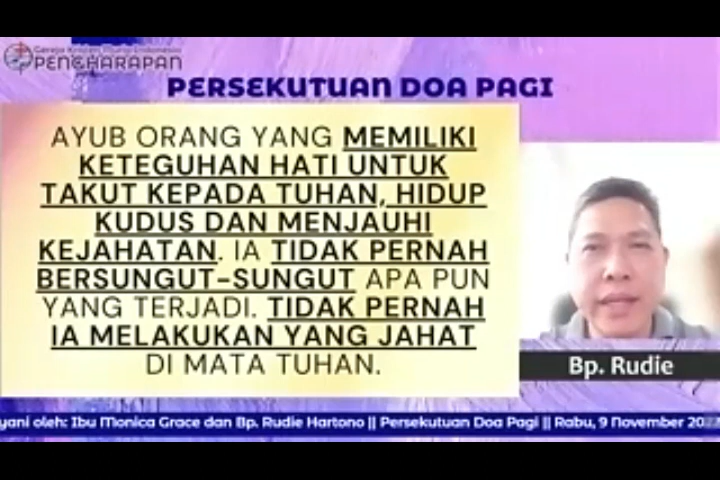 Gereja Kristen Muria Indonesia
PENGHARAPAN
PERSEKUTUAN DOA PAGI
AYUB ORANG YANG MEMILIKI
KETEGUHAN HATI UNTUK
TAKUT KEPADA TUHAN, HIDUP
KUDUS DAN MENJAUHI
KEJAHATAN. IA TIDAK PERNAH
BERSUNGUT-SUNGUT APA PUN
YANG TERJADI. TIDAK PERNAH
IA MELAKUKAN YANG JAHAT
DI MATA TUHAN.
Bp. Rudie
yani oleh: Ibu Monica Grace dan Bp. Rudie Hartono || Persekutuan Doa Pagi || Rabu, 9 November